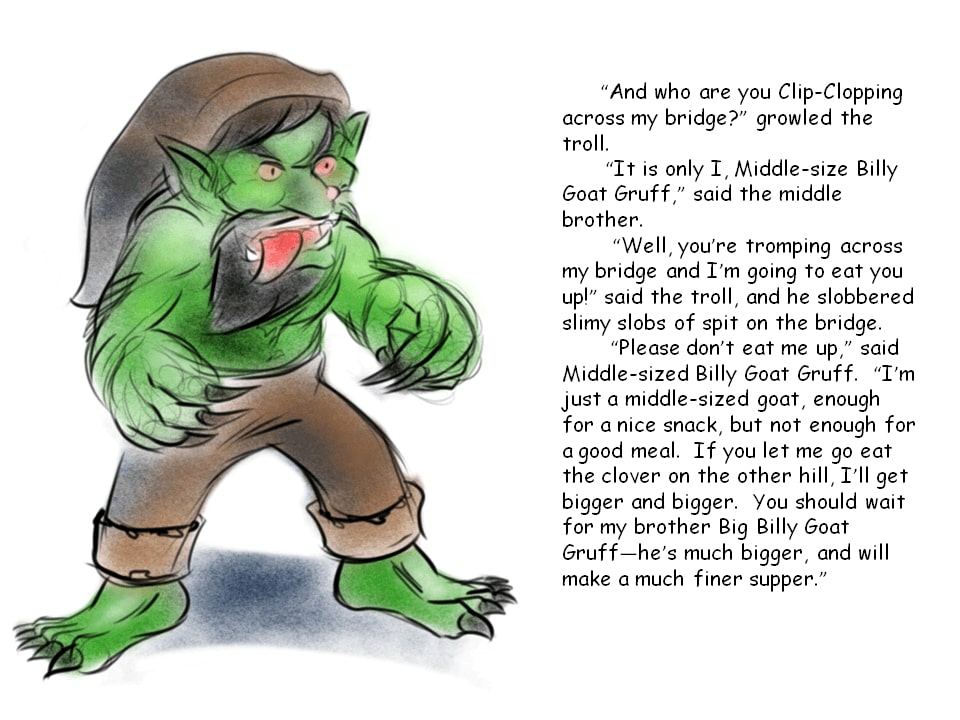 “And who are you Clip-Clopping
across my bridge?” growled the
troll.
“It is only I, Middle-size Billy
Goat Gruff,” said the middle
brother.
“Well, you’re tromping across
my bridge and I’m going to eat you
up!” said the troll, and he slobbered
slimy slobs of spit on the bridge.
“Please don’t eat me up,” said
Middle-sized Billy Goat Gruff.  “I’m
just a middle-sized goat, enough
for a nice snack, but not enough for
a good meal.  If you let me go eat
the clover on the other hill, I’ll get
bigger and bigger.  You should wait
for my brother Big Billy Goat
Gruff—he’s much bigger, and will
make a much finer supper.”